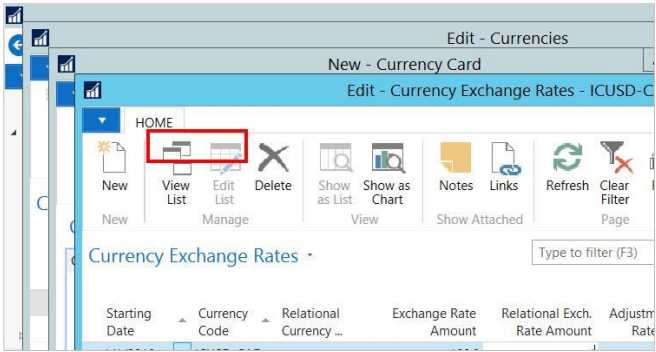 Edit - Currencies
New - Currency Card
Edit - Currency Exchange Rates - ICUSD-C
HOME
New
View List
Edit List
Delete
Show as List
Show as Chart
Notes
Links
Refresh
Clear Filter
New
Manage
View
Show Attached
Page
Currency Exchange Rates
Type to filter (F3)
Starting Date
Currency Code
Relational Currency ...
Exchange Rate Amount
Relational Exch. Rate Amount
Adjustm
Rate